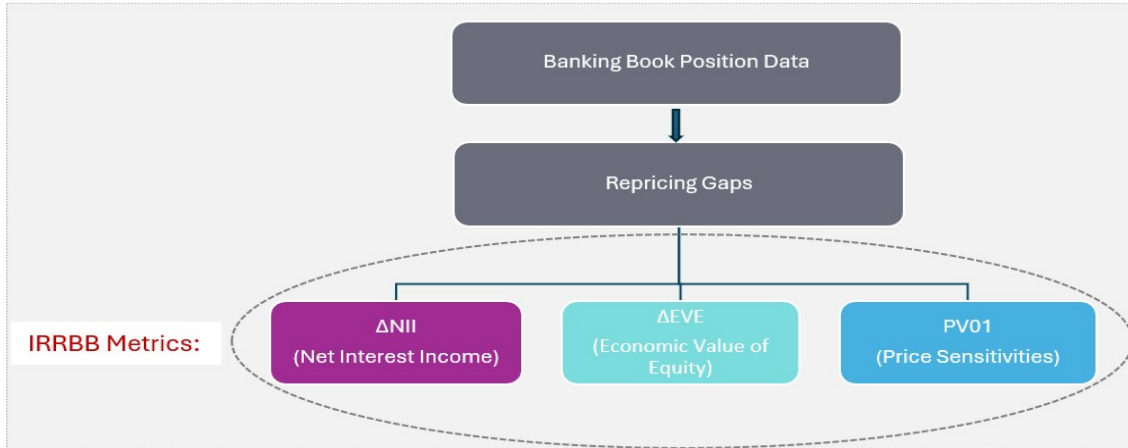 Banking Book Position Data
Repricing Gaps
IRRBB Metrics:
ΔNII
(Net Interest Income)
ΔEVE
(Economic Value of
Equity)
PV01
(Price Sensitivities)